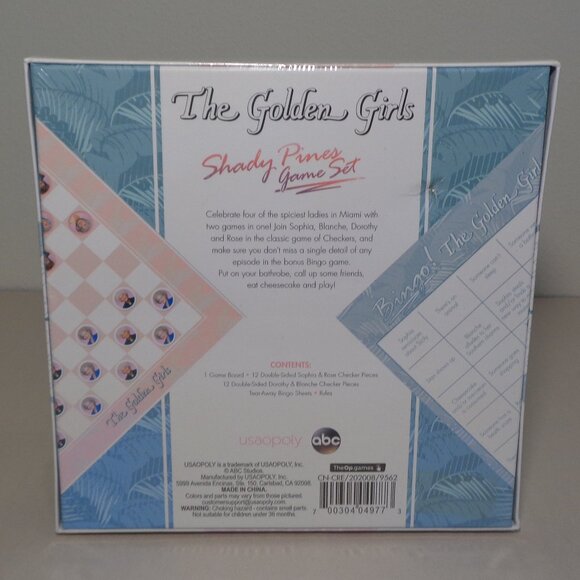 The Golden Girls
Shady Pines
Game Set
Celebrate four of the spiciest ladies in Miami with
two games in one! Join Sophia, Blanche, Dorothy
and Rose in the classic game of Checkers, and
make sure you don't miss a single detail of any
episode in the bonus Bingo game.
Put on your bathrobe, call up some friends,
eat cheesecake and play!
CONTENTS:
1 Game Board • 12 Double-Sided Sophia & Rose Checker Pieces
12 Double-Sided Dorothy & Blanche Checker Pieces
Tear-Away Bingo Sheets • Rules
usaopoly
abc
USAOPOLY is a trademark of USAOPOLY, Inc.
© ABC Studios.
Manufactured by USAOPOLY, Inc.
5999 Avenida Encinas, Ste. 150, Carlsbad, CA 92008.
MADE IN CHINA.
Colors and parts may vary from those pictured.
customersupport@usaopoly.com
WARNING: Choking hazard - contains small parts.
Not suitable for children under 36 months.
TheOp.games
CN-CRE/202008/9562
7 00304 04977 3
The Golden Girls
Bingo! The Golden Girl